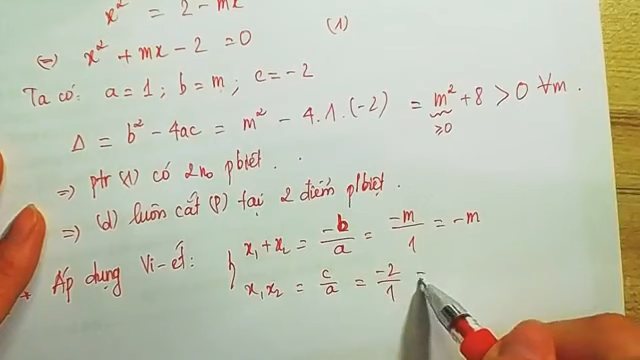 x² = 2 - mx
(=) x² + mx - 2 = 0 (1)
Ta có: a = 1 ; b = m ; c = -2
Δ = b² - 4ac = m² - 4.1.(-2) = m² + 8 > 0 ∀m.
≥0
=> ptr (1) có 2 no pbiệt.
=> (d) luôn cắt (P) tại 2 điểm p/biệt.
* Áp dụng Vi-ét: { x₁ + x₂ = -b/a = -m/1 = -m
x₁x₂ = c/a = -2/1 =